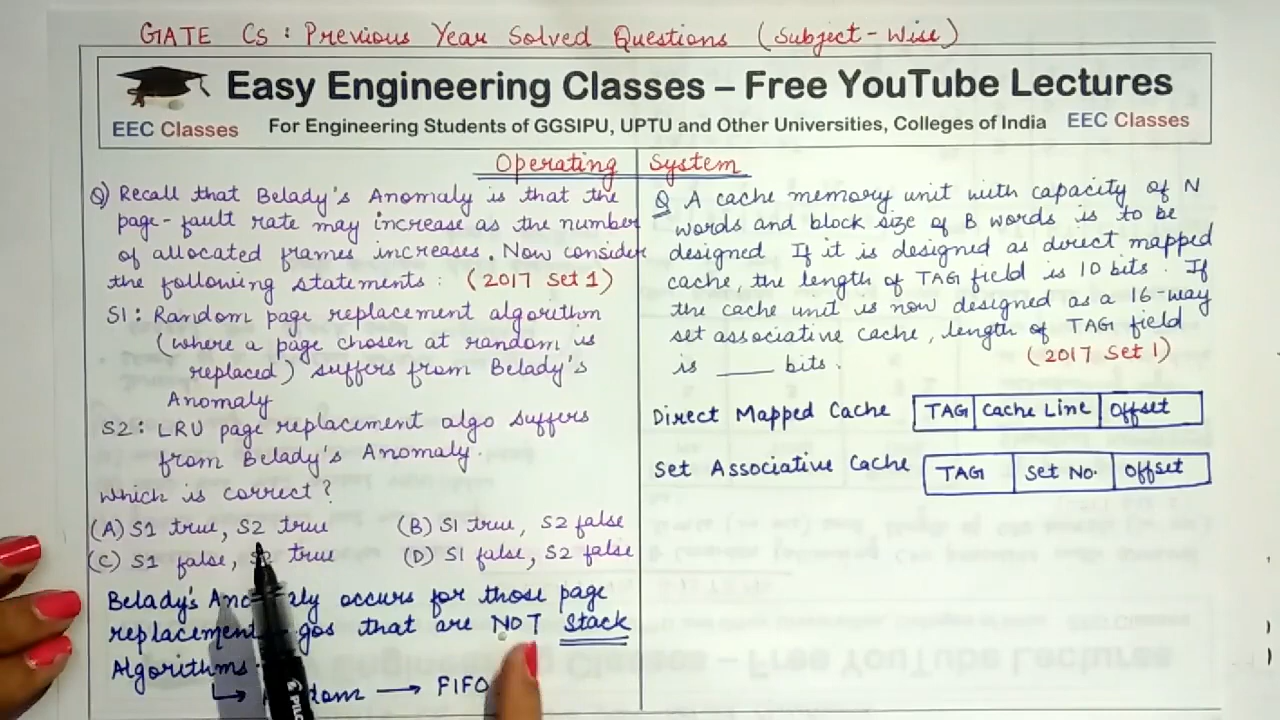 GATE CS : Previous Year Solved Questions (Subject-Wise)
Easy Engineering Classes – Free YouTube Lectures
EEC Classes For Engineering Students of GGSIPU, UPTU and Other Universities, Colleges of India EEC Classes
Operating System
Q) Recall that Belady's Anomaly is that the
page-fault rate may increase as the number
of allocated frames increases. Now consider
the following statements: (2017 Set 1)
S1: Random page replacement algorithm
(where a page chosen at random is
replaced) suffers from Belady's
Anomaly
S2: LRU page replacement algo suffers
from Belady's Anomaly.
Which is correct?
(A) S1 true, S2 true (B) S1 true, S2 false
(C) S1 false, true (D) S1 false, S2 false
Belady's occurs for those page
replacement that are NOT Stack
Algorithms
→ FIFO
Q A cache memory unit with capacity of N
words and block size of B words is to be
designed If it is designed as direct mapped
cache, the length of TAG field is 10 bits. If
the cache unit is now designed as a 16-way
set associative cache, length of TAG field
is ____ bits. (2017 Set 1)
Direct Mapped Cache TAG Cache Line Offset
Set Associative Cache TAG Set No. Offset